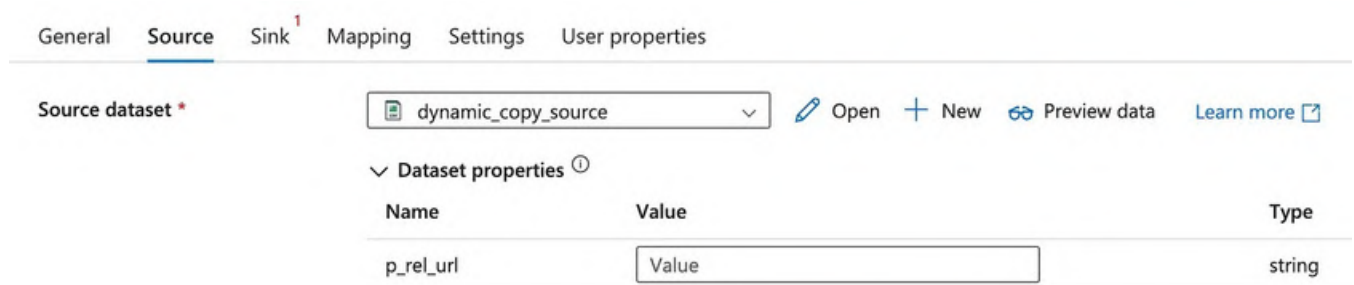 General Source Sink 1 Mapping Settings User properties
Source dataset * dynamic_copy_source Open New Preview data Learn more
Dataset properties
Name Value Type
p_rel_url Value string